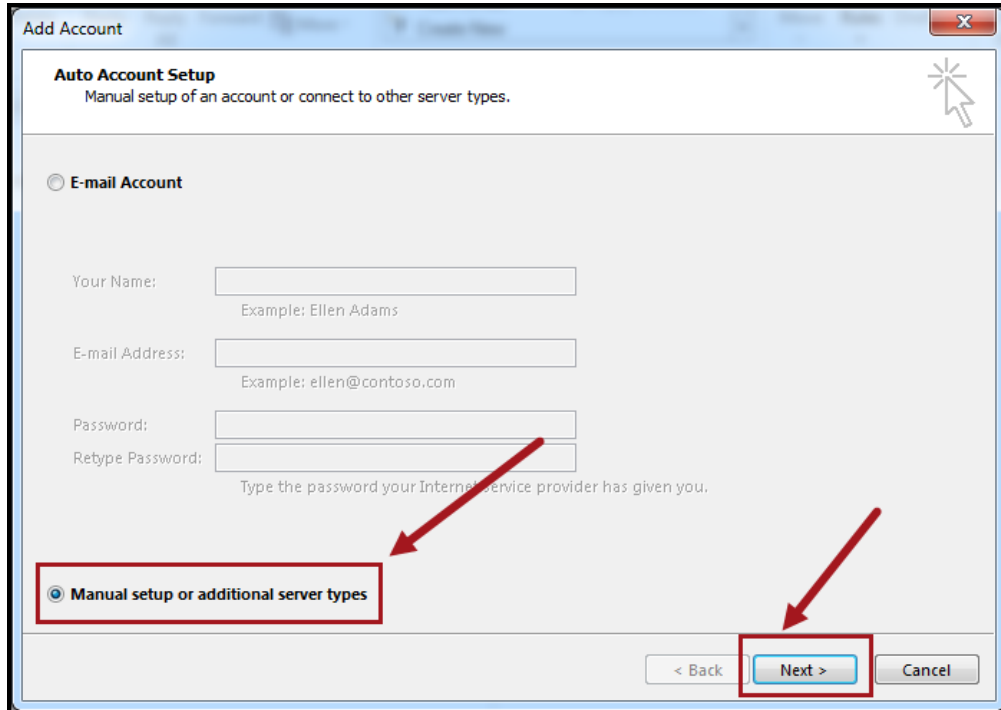 Add Account
Auto Account Setup
Manual setup of an account or connect to other server types.
E-mail Account
Your Name:
Example: Ellen Adams
E-mail Address:
Example: ellen@contoso.com
Password:
Retype Password:
Type the password your Internet service provider has given you.
Manual setup or additional server types
< Back Next > Cancel